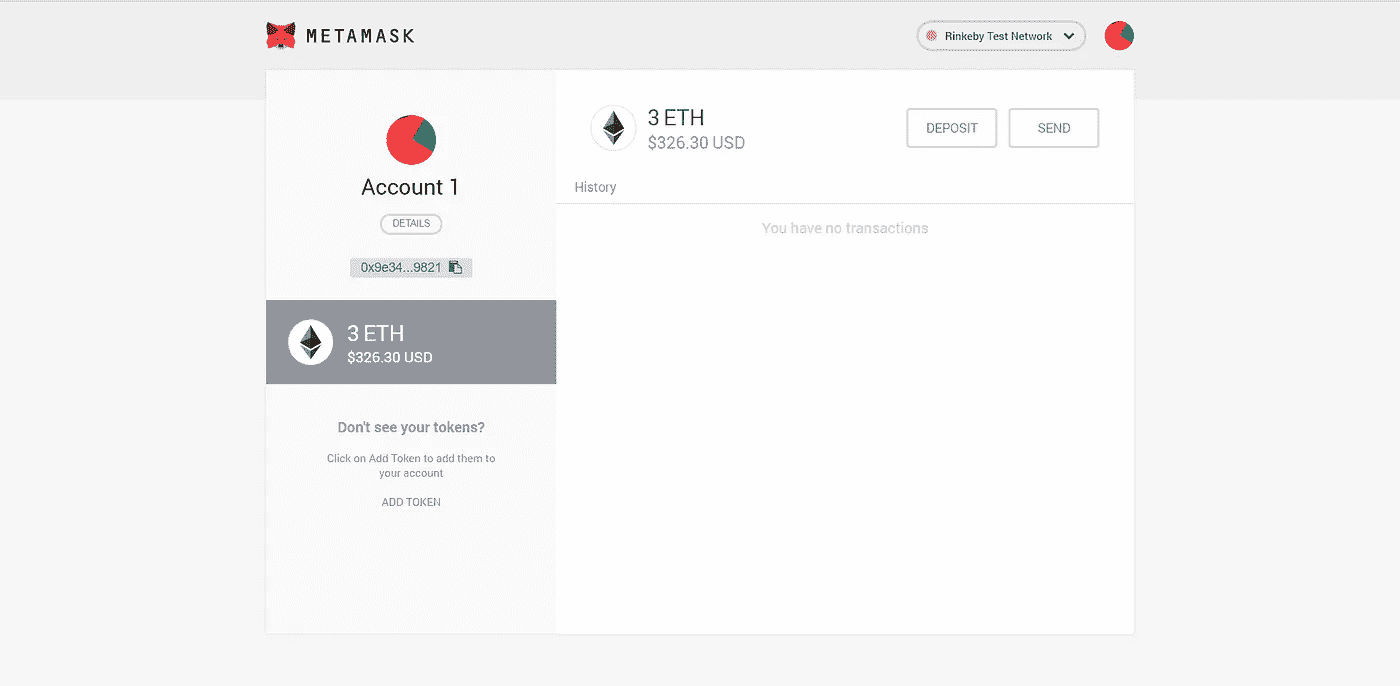 METAMASK
Rinkeby Test Network
Account 1
DETAILS
0x9e34...9821
3 ETH
$326.30 USD
Don't see your tokens?
Click on Add Token to add them to
your account
ADD TOKEN
3 ETH
$326.30 USD
DEPOSIT
SEND
History
You have no transactions